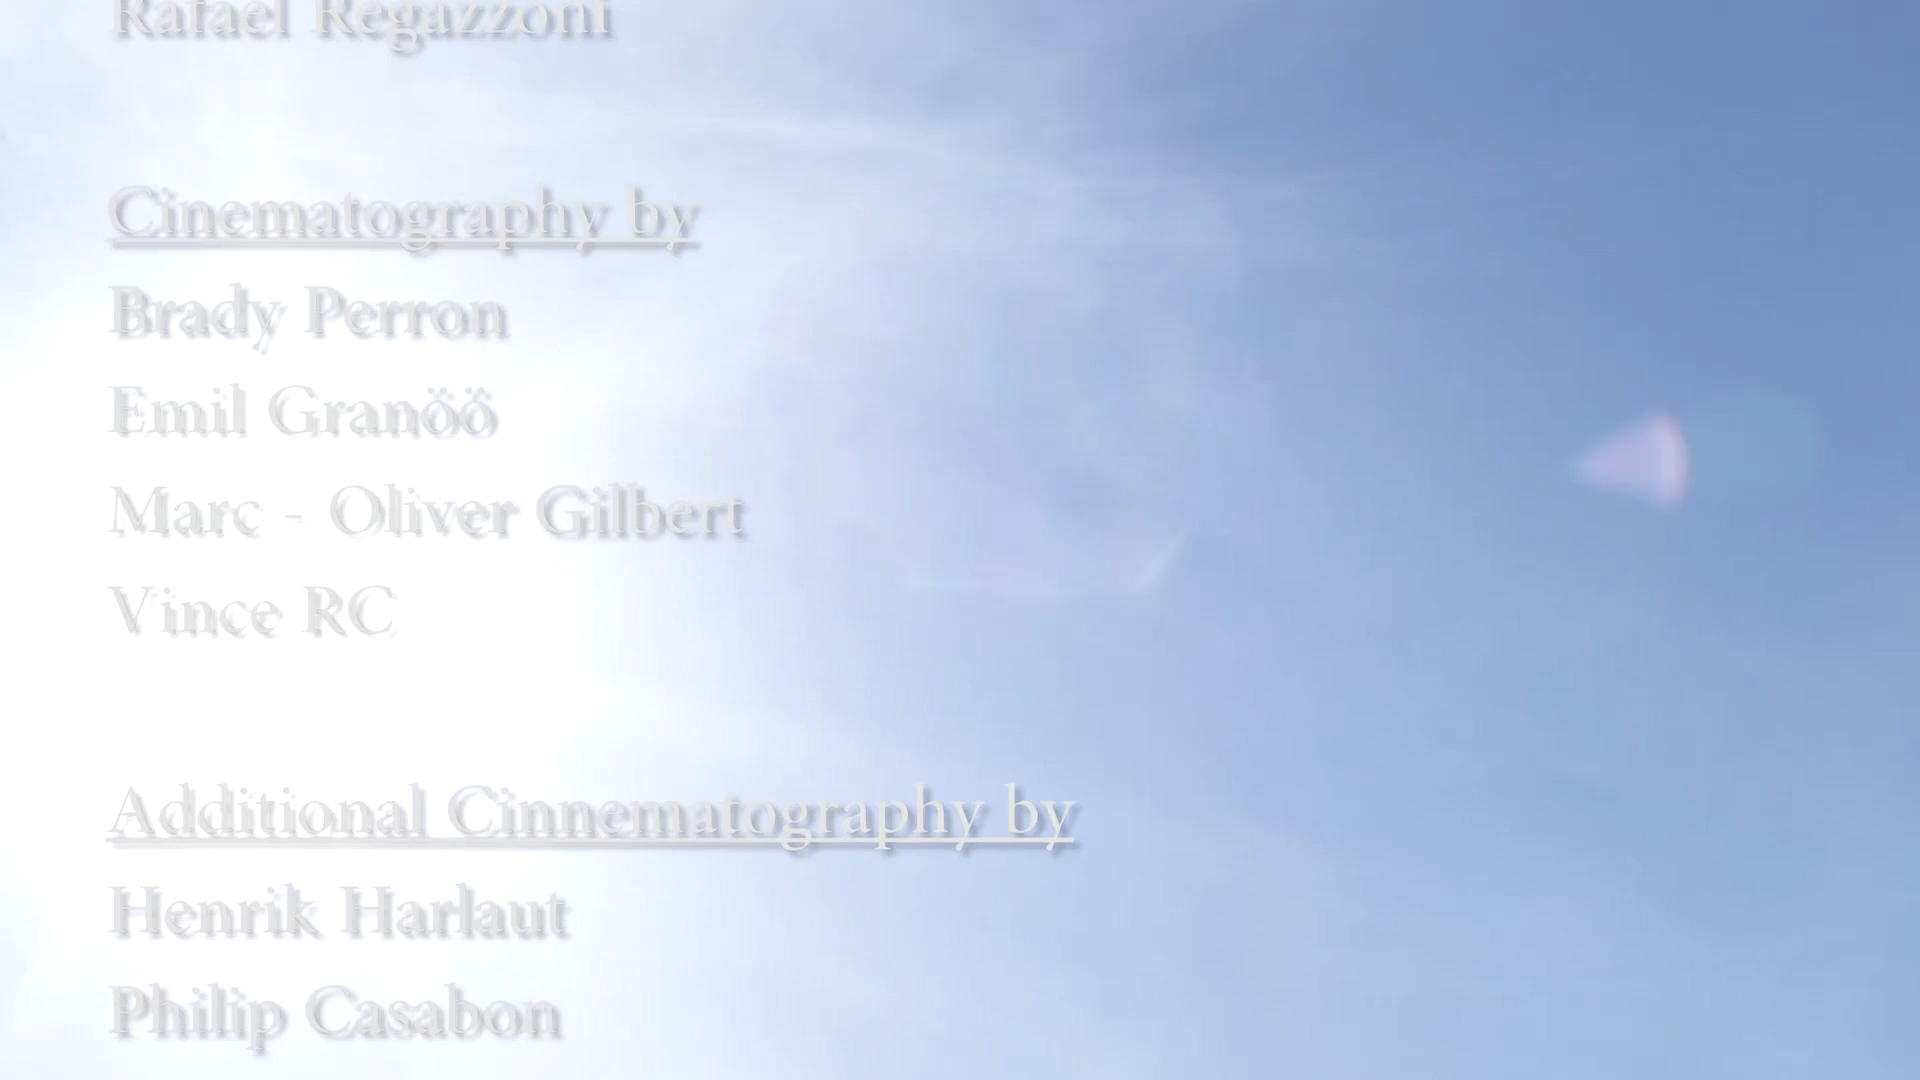 Rafael Regazzoni
Cinematography by
Brady Perron
Emil Granöö
Marc - Oliver Gilbert
Vince RC
Additional Cinnematography by
Henrik Harlaut
Philip Casabon